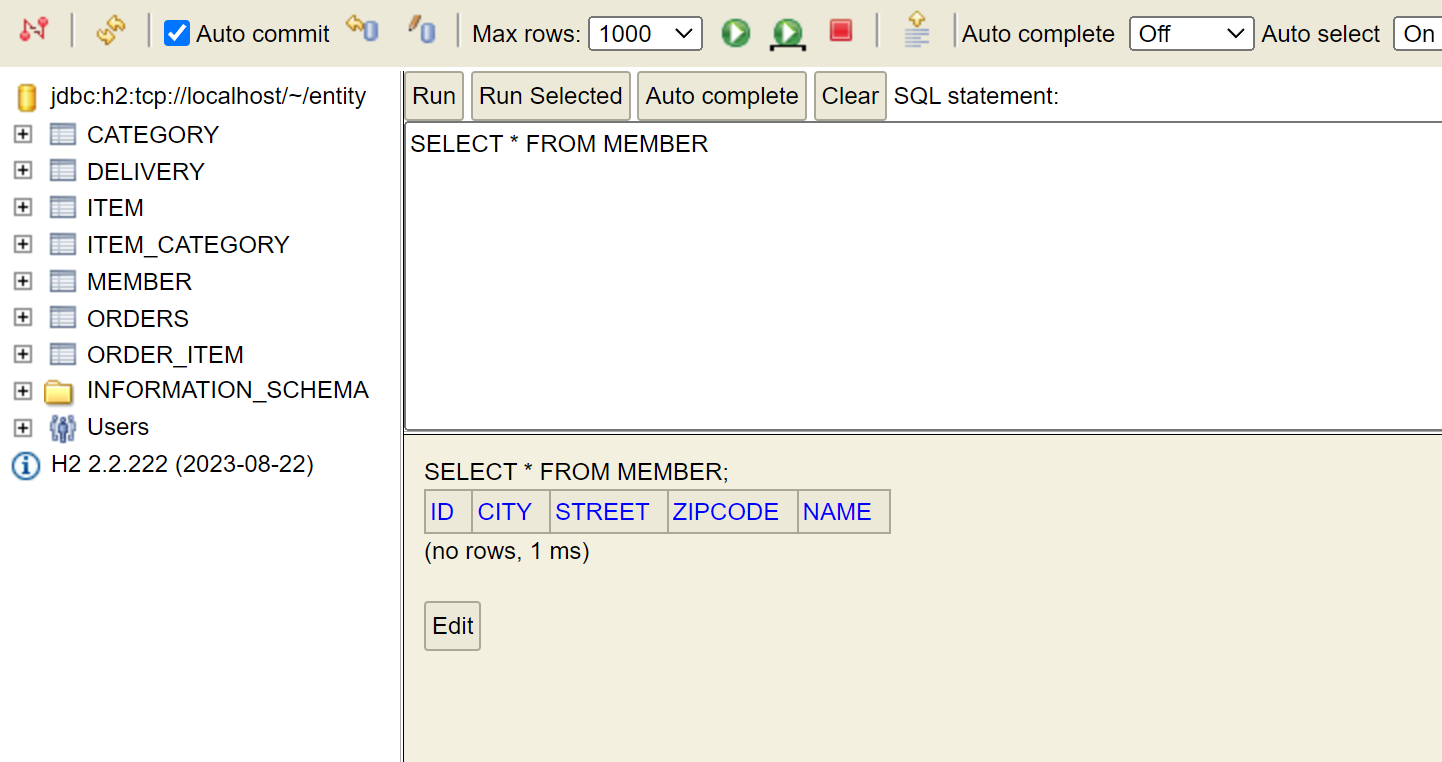 Auto commit Max rows: 1000 Auto complete Off Auto select On
jdbc:h2:tcp://localhost/~/entity
CATEGORY
DELIVERY
ITEM
ITEM_CATEGORY
MEMBER
ORDERS
ORDER_ITEM
INFORMATION_SCHEMA
Users
H2 2.2.222 (2023-08-22)
Run Run Selected Auto complete Clear SQL statement:
SELECT * FROM MEMBER
SELECT * FROM MEMBER;
ID CITY STREET ZIPCODE NAME
(no rows, 1 ms)
Edit